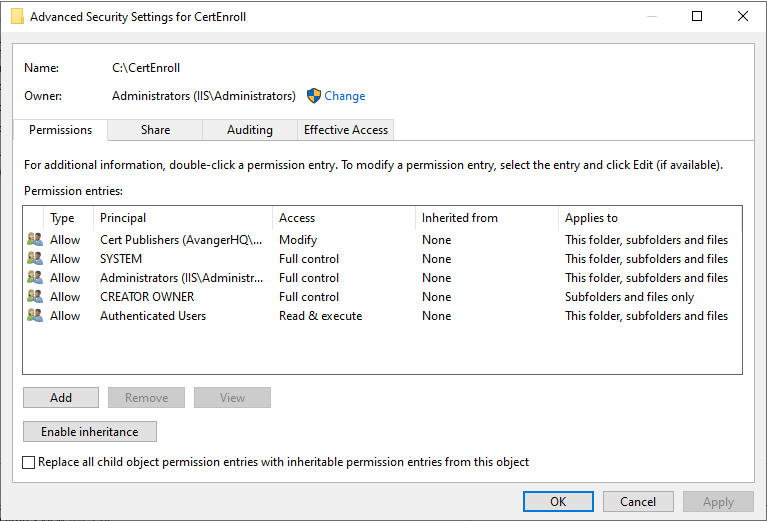 Advanced Security Settings for CertEnroll
Name: C:\CertEnroll
Owner: Administrators (IIS\Administrators) Change
Permissions Share Auditing Effective Access
For additional information, double-click a permission entry. To modify a permission entry, select the entry and click Edit (if available).
Permission entries:
Type Principal Access Inherited from Applies to
Allow Cert Publishers (AvangerHQ\... Modify None This folder, subfolders and files
Allow SYSTEM Full control None This folder, subfolders and files
Allow Administrators (IIS\Administr... Full control None This folder, subfolders and files
Allow CREATOR OWNER Full control None Subfolders and files only
Allow Authenticated Users Read & execute None This folder, subfolders and files
Add Remove View
Enable inheritance
Replace all child object permission entries with inheritable permission entries from this object
OK Cancel Apply